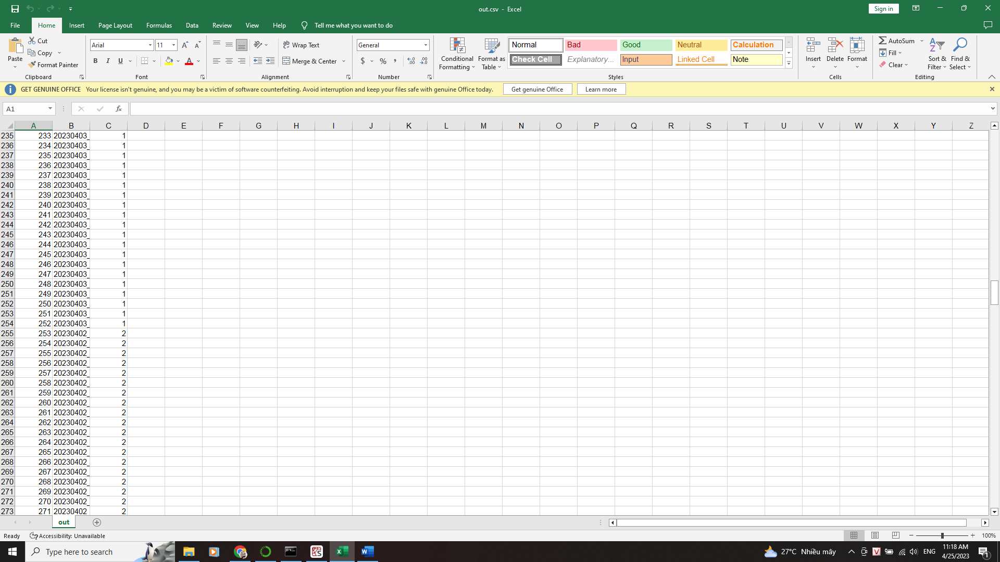 out.csv - Excel
Sign in
File Home Insert Page Layout Formulas Data Review View Help Tell me what you want to do
Paste
Cut
Copy
Format Painter
Clipboard
Arial 11
B I U
Font
Wrap Text
Merge & Center
Alignment
General
$ % ,
Number
Conditional Formatting
Format as Table
Normal Bad Good Neutral Calculation
Check Cell Explanatory... Input Linked Cell Note
Styles
Insert Delete Format
Cells
AutoSum
Fill
Clear
Sort & Filter
Find & Select
Editing
GET GENUINE OFFICE Your license isn't genuine, and you may be a victim of software counterfeiting. Avoid interruption and keep your files safe with genuine Office today. Get genuine Office Learn more
A1 fx
A B C D E F G H I J K L M N O P Q R S T U V W X Y Z
235 233 20230403_ 1
236 234 20230403_ 1
237 235 20230403_ 1
238 236 20230403_ 1
239 237 20230403_ 1
240 238 20230403_ 1
241 239 20230403_ 1
242 240 20230403_ 1
243 241 20230403_ 1
244 242 20230403_ 1
245 243 20230403_ 1
246 244 20230403_ 1
247 245 20230403_ 1
248 246 20230403_ 1
249 247 20230403_ 1
250 248 20230403_ 1
251 249 20230403_ 1
252 250 20230403_ 1
253 251 20230403_ 1
254 252 20230403_ 1
255 253 20230402_ 2
256 254 20230402_ 2
257 255 20230402_ 2
258 256 20230402_ 2
259 257 20230402_ 2
260 258 20230402_ 2
261 259 20230402_ 2
262 260 20230402_ 2
263 261 20230402_ 2
264 262 20230402_ 2
265 263 20230402_ 2
266 264 20230402_ 2
267 265 20230402_ 2
268 266 20230402_ 2
269 267 20230402_ 2
270 268 20230402_ 2
271 269 20230402_ 2
272 270 20230402_ 2
273 271 20230402 2
out
Ready Accessibility: Unavailable 100%
Type here to search
27°C Nhiều mây
ENG
11:18 AM
4/25/2023
1